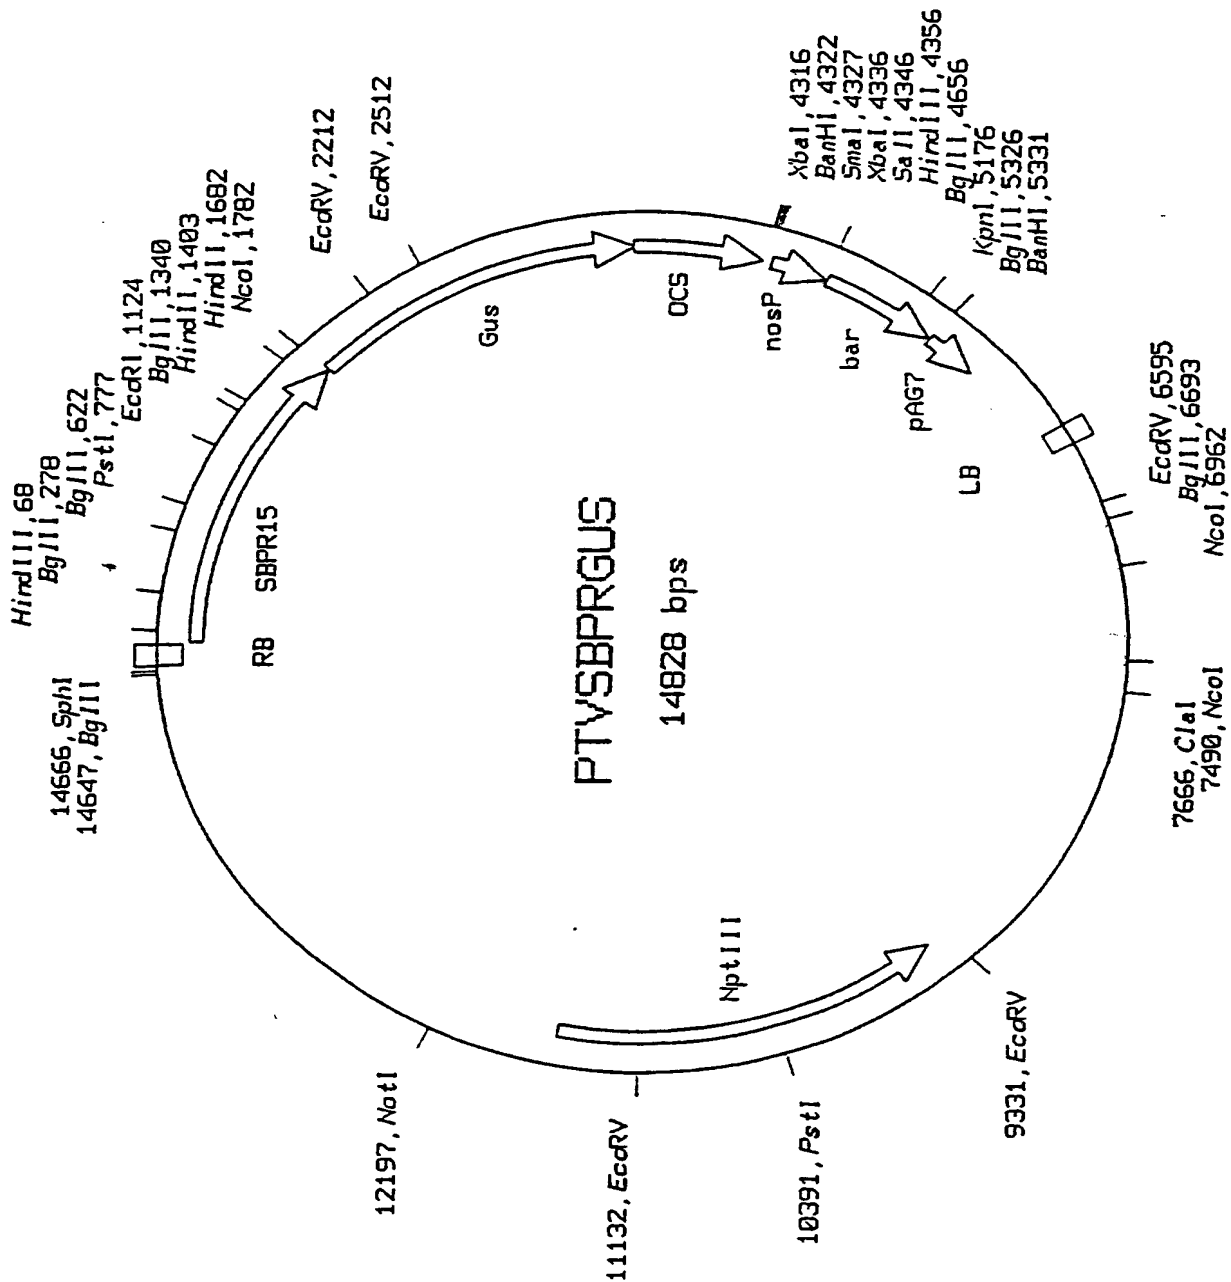 PTVSBPRGUS
14828 bps
HindIII, 68
BglII, 278
BglII, 622
PstI, 777
EcoRI, 1124
BglII, 1340
HindII, 1403
HindII, 1682
NcoI, 1782
EcoRV, 2212
EcoRV, 2512
XbaI, 4316
BamHI, 4322
SmaI, 4327
XbaI, 4336
SalI, 4346
HindIII, 4356
BglII, 4656
KpnI, 5176
BglII, 5326
BamHI, 5331
EcoRV, 6595
BglII, 6693
NcoI, 6962
7666, ClaI
7490, NcoI
9331, EcoRV
10391, PstI
11132, EcoRV
12197, NotI
14666, SphI
14647, BglII
RB
SBPR15
Gus
OCS
nosP
bar
pAG7
LB
NptIII